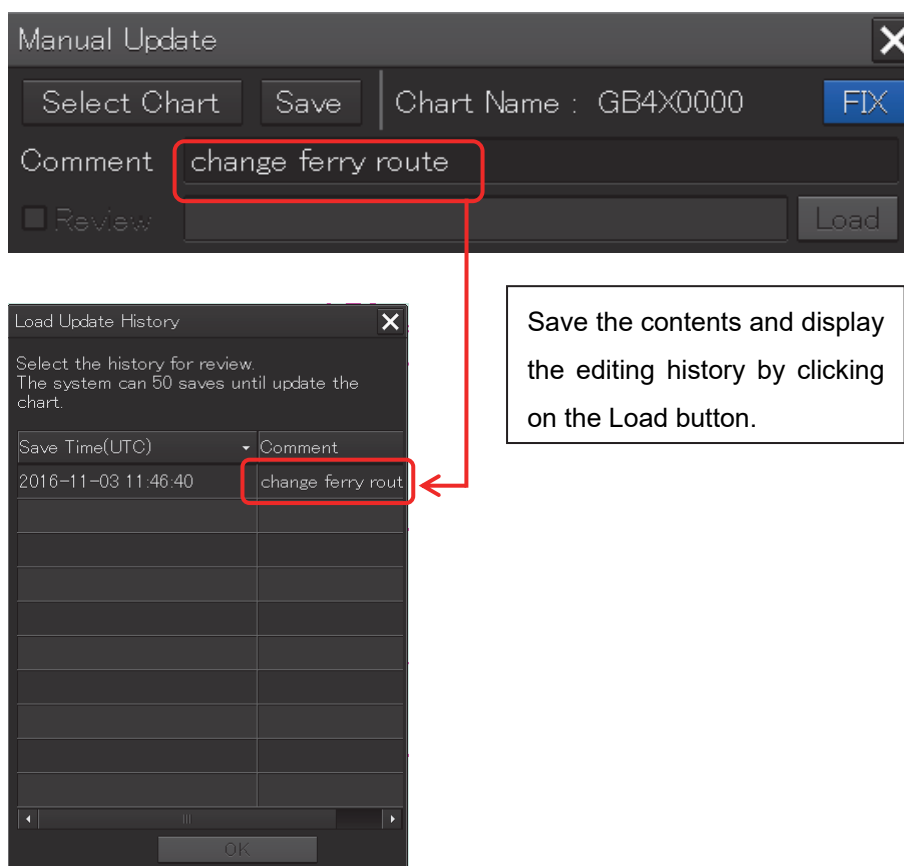 Manual Update
Select Chart Save Chart Name : GB4X0000 FIX
Comment change ferry route
Review Load
Load Update History
Select the history for review.
The system can 50 saves until update the
chart.
Save Time(UTC) Comment
2016-11-03 11:46:40 change ferry rout
OK
Save the contents and display
the editing history by clicking
on the Load button.